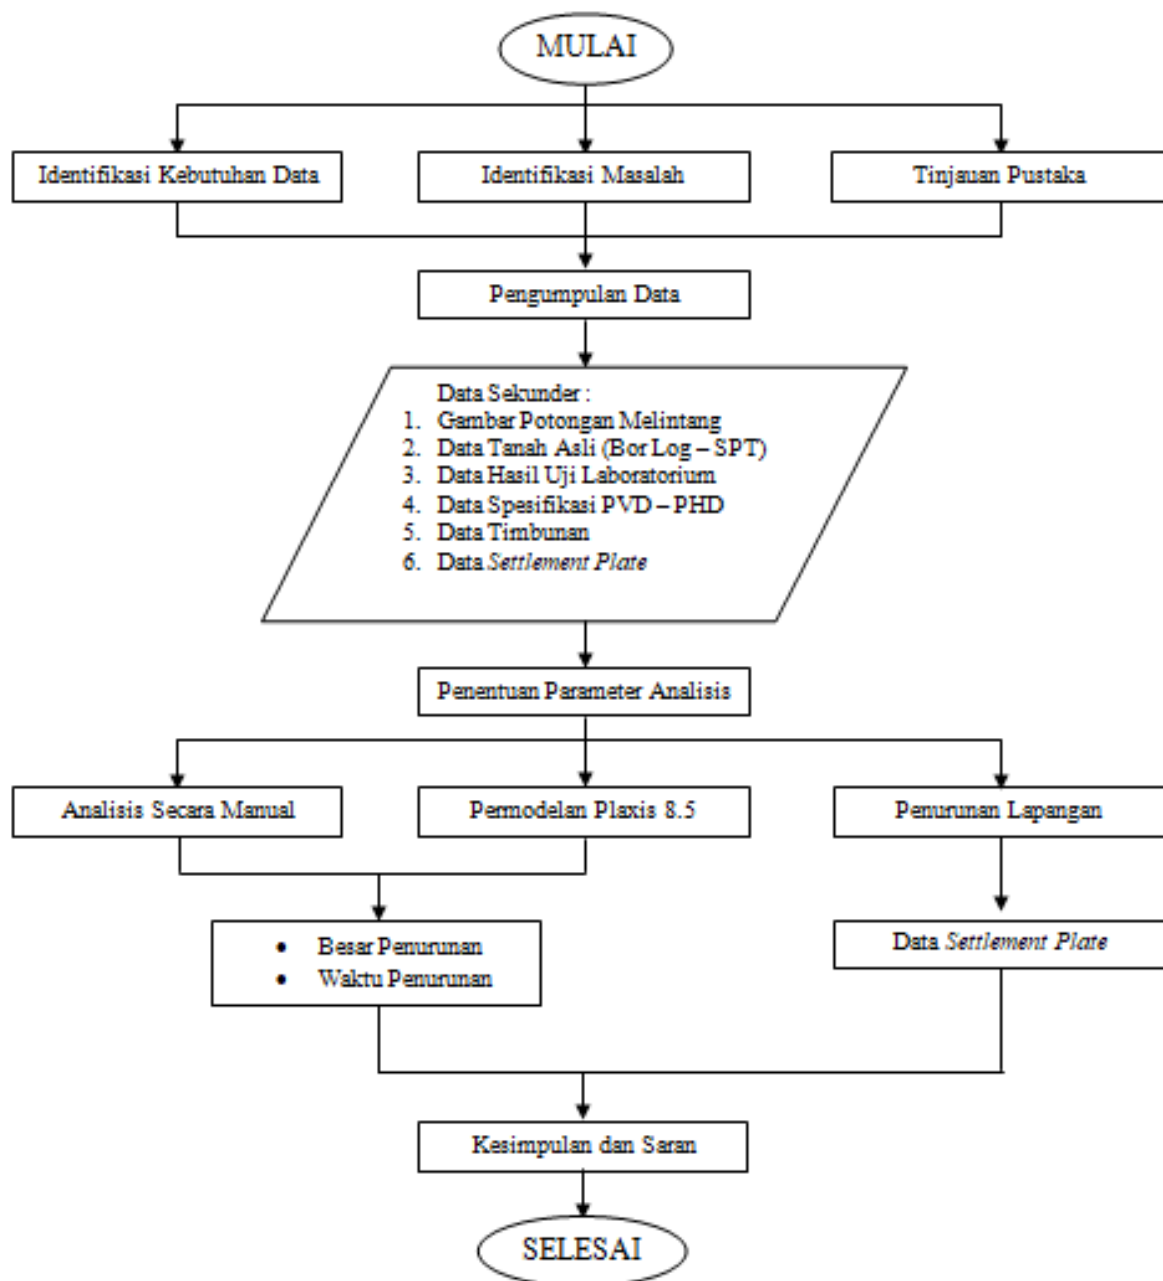 MULAI
Identifikasi Kebutuhan Data
Identifikasi Masalah
Tinjauan Pustaka
Pengumpulan Data
Data Sekunder :
1. Gambar Potongan Melintang
2. Data Tanah Asli (Bor Log – SPT)
3. Data Hasil Uji Laboratorium
4. Data Spesifikasi PVD – PHD
5. Data Timbunan
6. Data Settlement Plate
Penentuan Parameter Analisis
Analisis Secara Manual
Permodelan Plaxis 8.5
Penurunan Lapangan
• Besar Penurunan
• Waktu Penurunan
Data Settlement Plate
Kesimpulan dan Saran
SELESAI